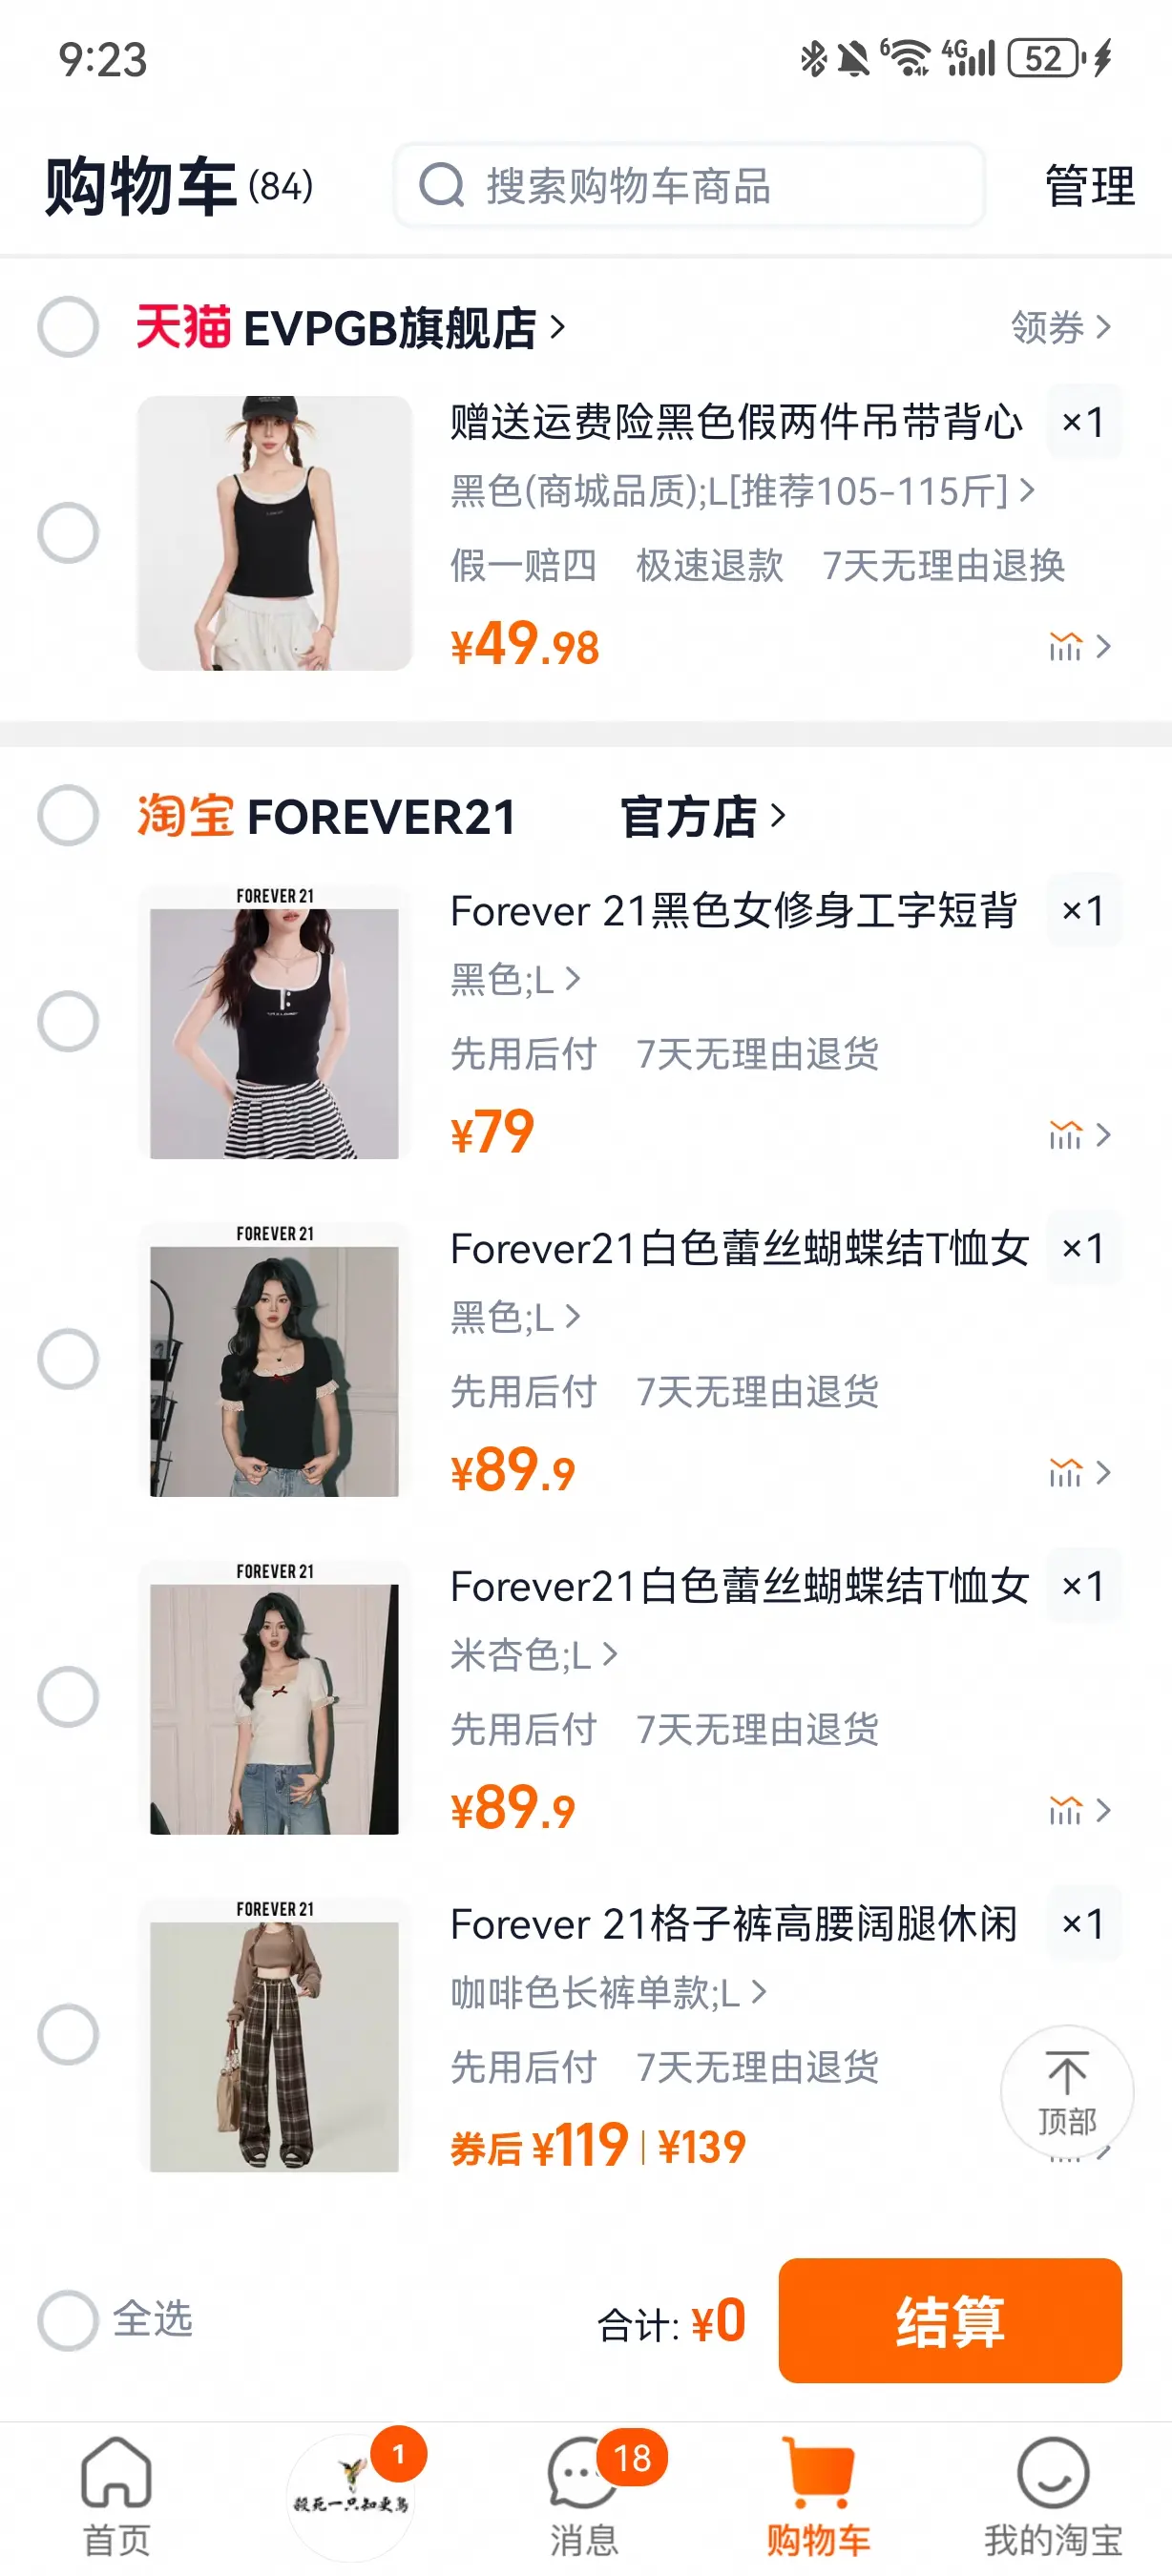 9:23
6 4G 52
购物车(84) 搜索购物车商品 管理
天猫 EVPGB旗舰店 领券
赠送运费险黑色假两件吊带背心 ×1
黑色(商城品质);L[推荐105-115斤]
假一赔四 极速退款 7天无理由退换
¥49.98
淘宝 FOREVER21 官方店
FOREVER 21
Forever 21黑色女修身工字短背 ×1
黑色;L
先用后付 7天无理由退货
¥79
FOREVER 21
Forever21白色蕾丝蝴蝶结T恤女 ×1
黑色;L
先用后付 7天无理由退货
¥89.9
FOREVER 21
Forever21白色蕾丝蝴蝶结T恤女 ×1
米杏色;L
先用后付 7天无理由退货
¥89.9
FOREVER 21
Forever 21格子裤高腰阔腿休闲 ×1
咖啡色长裤单款;L
先用后付 7天无理由退货
券后 ¥119 ¥139
顶部
全选 合计: ¥0 结算
1 18
殺死一只知更鸟
首页 消息 购物车 我的淘宝